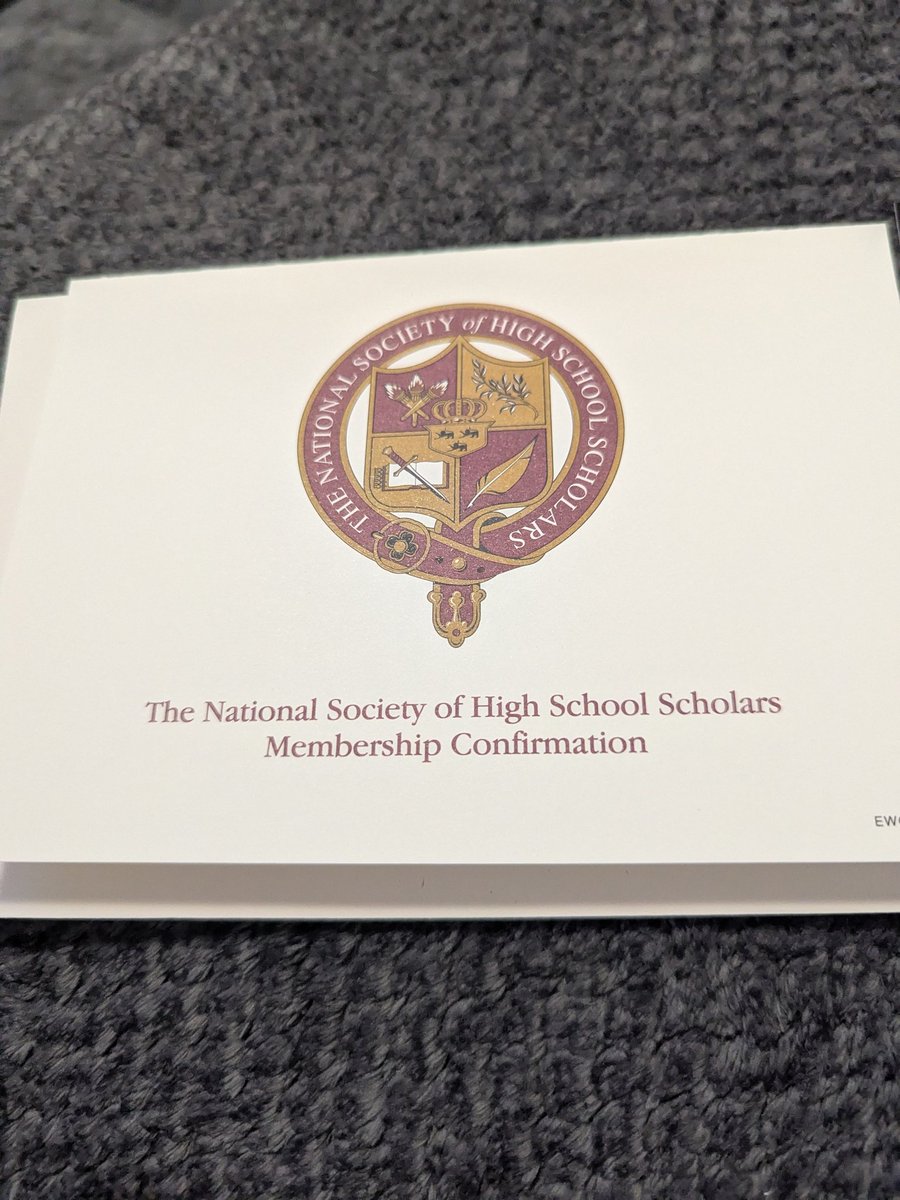 THE NATIONAL SOCIETY of HIGH SCHOOL SCHOLARS
The National Society of High School Scholars
Membership Confirmation